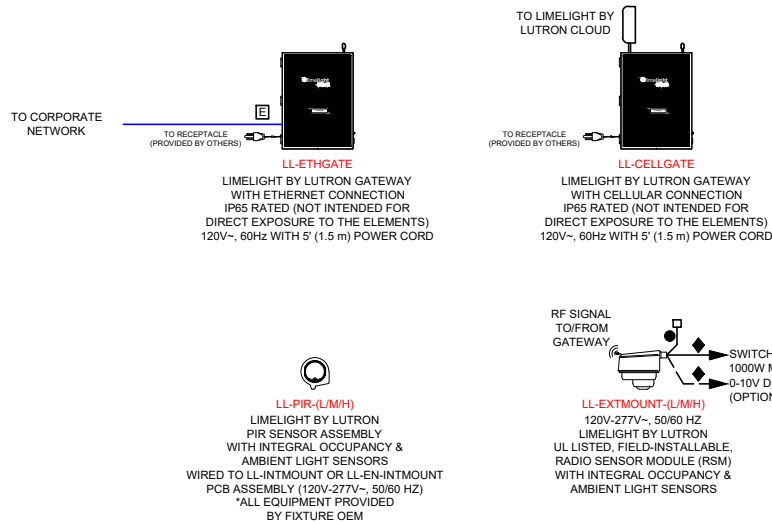 TO LIMELIGHT BY
LUTRON CLOUD
TO CORPORATE
NETWORK
E
TO RECEPTACLE
(PROVIDED BY OTHERS)
LL-ETHGATE
LIMELIGHT BY LUTRON GATEWAY
WITH ETHERNET CONNECTION
IP65 RATED (NOT INTENDED FOR
DIRECT EXPOSURE TO THE ELEMENTS)
120V~, 60Hz WITH 5' (1.5 m) POWER CORD
TO RECEPTACLE
(PROVIDED BY OTHERS)
LL-CELLGATE
LIMELIGHT BY LUTRON GATEWAY
WITH CELLULAR CONNECTION
IP65 RATED (NOT INTENDED FOR
DIRECT EXPOSURE TO THE ELEMENTS)
120V~, 60Hz WITH 5' (1.5 m) POWER CORD
LL-PIR-(L/M/H)
LIMELIGHT BY LUTRON
PIR SENSOR ASSEMBLY
WITH INTEGRAL OCCUPANCY &
AMBIENT LIGHT SENSORS
WIRED TO LL-INTMOUNT OR LL-EN-INTMOUNT
PCB ASSEMBLY (120V-277V~, 50/60 HZ)
*ALL EQUIPMENT PROVIDED
BY FIXTURE OEM
RF SIGNAL
TO/FROM
GATEWAY
SWITCH
1000W M
0-10V D
(OPTION
LL-EXTMOUNT-(L/M/H)
120V-277V~, 50/60 HZ
LIMELIGHT BY LUTRON
UL LISTED, FIELD-INSTALLABLE,
RADIO SENSOR MODULE (RSM)
WITH INTEGRAL OCCUPANCY &
AMBIENT LIGHT SENSORS